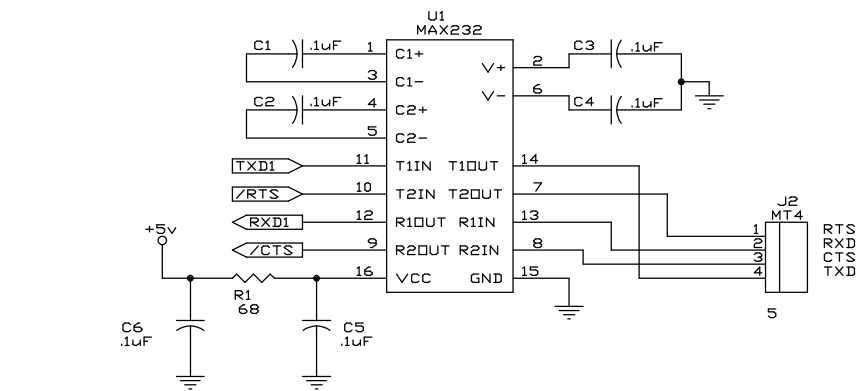 U1
MAX232
C1 .1uF 1 C1+
3 C1-
C2 .1uF 4 C2+
5 C2-
V+ 2 C3 .1uF
V- 6 C4 .1uF
TXD1 11 T1IN T1OUT 14
/RTS 10 T2IN T2OUT 7
RXD1 12 R1OUT R1IN 13
/CTS 9 R2OUT R2IN 8
+5v
16 VCC GND 15
R1
68
C6
.1uF
C5
.1uF
J2
MT4
1 RTS
2 RXD
3 CTS
4 TXD
5